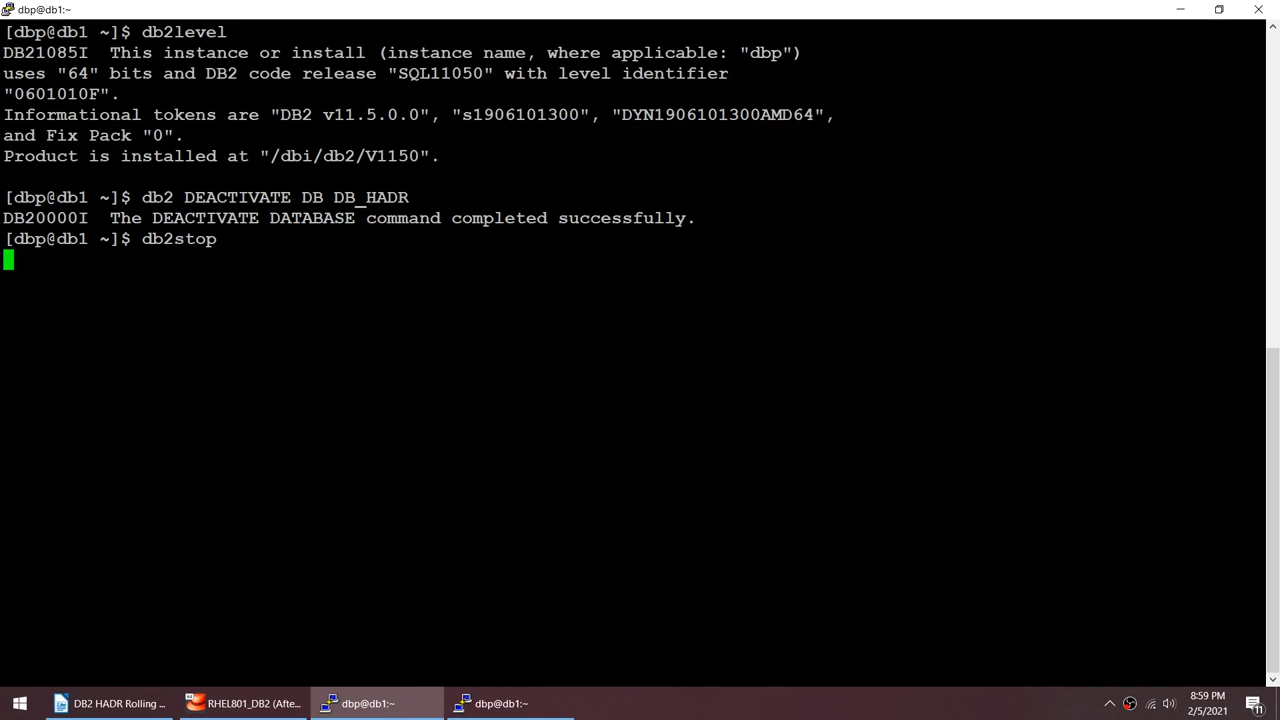 dbp@db1:~
[dbp@db1 ~]$ db2level
DB21085I  This instance or install (instance name, where applicable: "dbp")
uses "64" bits and DB2 code release "SQL11050" with level identifier
"0601010F".
Informational tokens are "DB2 v11.5.0.0", "s1906101300", "DYN1906101300AMD64",
and Fix Pack "0".
Product is installed at "/dbi/db2/V1150".
[dbp@db1 ~]$ db2 DEACTIVATE DB DB_HADR
DB20000I  The DEACTIVATE DATABASE command completed successfully.
[dbp@db1 ~]$ db2stop
DB2 HADR Rolling ...
RHEL801_DB2 (Afte...
dbp@db1:~
dbp@db1:~
8:59 PM
2/5/2021
11